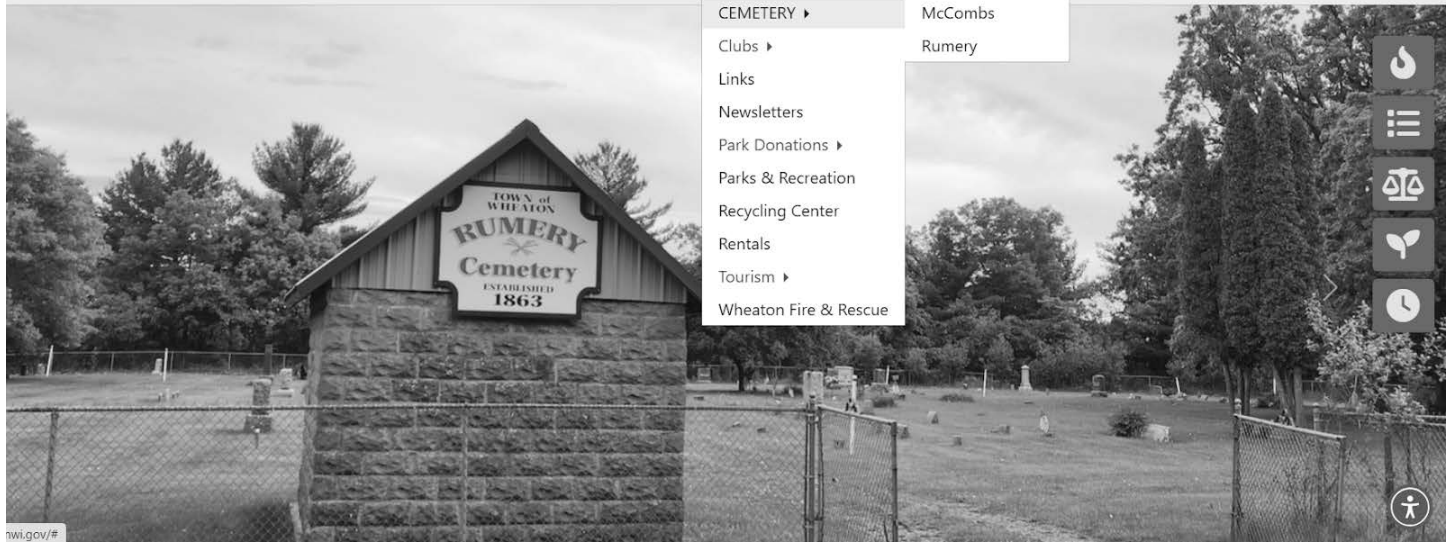 CEMETERY
Clubs
Links
Newsletters
Park Donations
Parks & Recreation
Recycling Center
Rentals
Tourism
Wheaton Fire & Rescue
McCombs
Rumery
TOWN of
WHEATON
RUMERY
Cemetery
ESTABLISHED
1863
nwi.gov/#